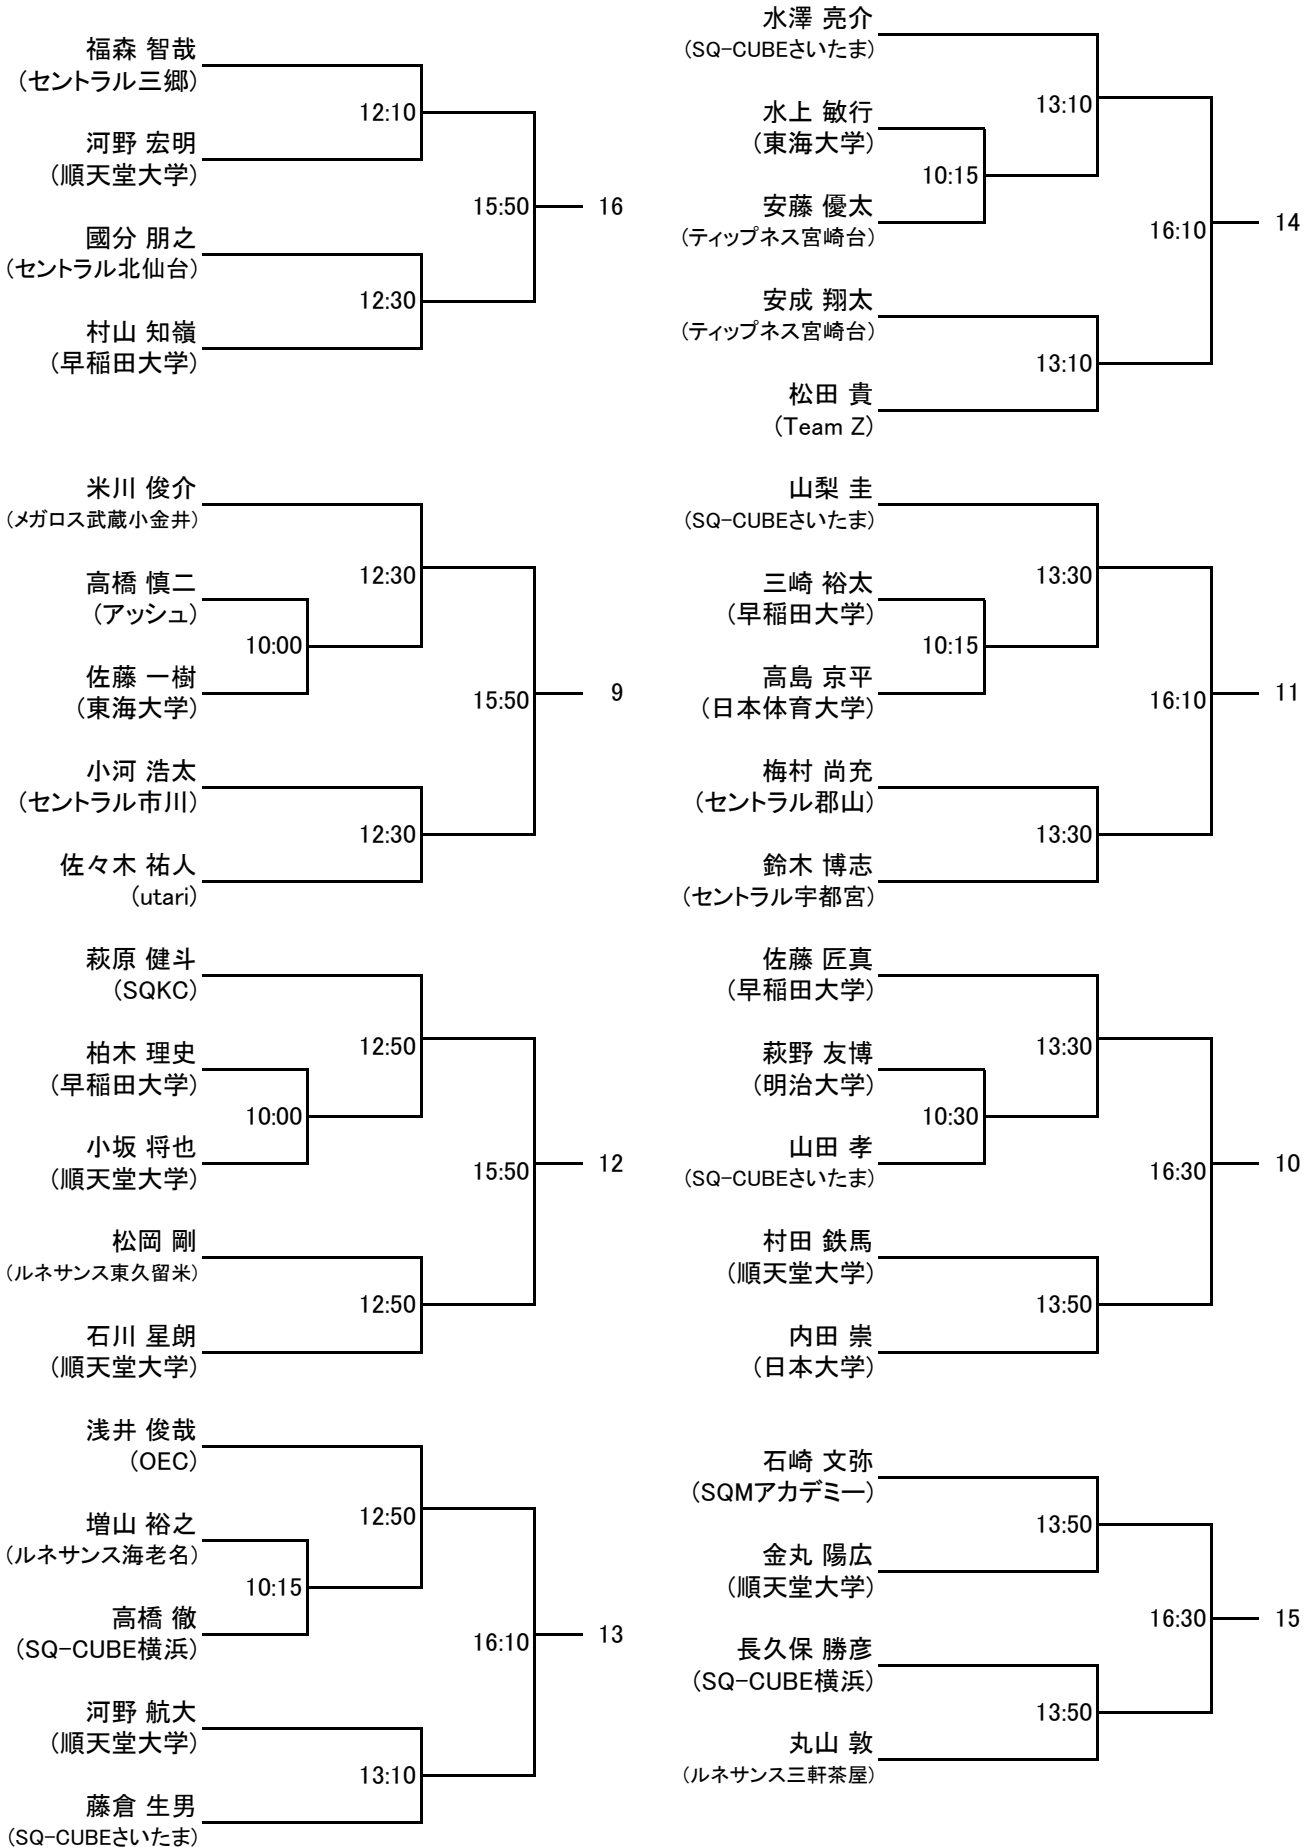 福森 智哉
(セントラル三郷)
12:10
河野 宏明
(順天堂大学)
15:50
16
國分 朋之
(セントラル北仙台)
12:30
村山 知嶺
(早稲田大学)
米川 俊介
(メガロス武蔵小金井)
12:30
高橋 慎二
(アッシュ)
10:00
佐藤 一樹
(東海大学)
15:50
9
小河 浩太
(セントラル市川)
12:30
佐々木 祐人
(utari)
萩原 健斗
(SQKC)
12:50
柏木 理史
(早稲田大学)
10:00
小坂 将也
(順天堂大学)
15:50
12
松岡 剛
(ルネサンス東久留米)
12:50
石川 星朗
(順天堂大学)
浅井 俊哉
(OEC)
12:50
増山 裕之
(ルネサンス海老名)
10:15
高橋 徹
(SQ-CUBE横浜)
16:10
13
河野 航大
(順天堂大学)
13:10
藤倉 生男
(SQ-CUBEさいたま)
水澤 亮介
(SQ-CUBEさいたま)
13:10
水上 敏行
(東海大学)
10:15
安藤 優太
(ティップネス宮崎台)
16:10
14
安成 翔太
(ティップネス宮崎台)
13:10
松田 貴
(Team Z)
山梨 圭
(SQ-CUBEさいたま)
13:30
三崎 裕太
(早稲田大学)
10:15
高島 京平
(日本体育大学)
16:10
11
梅村 尚充
(セントラル郡山)
13:30
鈴木 博志
(セントラル宇都宮)
佐藤 匠真
(早稲田大学)
13:30
萩野 友博
(明治大学)
10:30
山田 孝
(SQ-CUBEさいたま)
16:30
10
村田 鉄馬
(順天堂大学)
13:50
内田 崇
(日本大学)
石崎 文弥
(SQMアカデミー)
13:50
金丸 陽広
(順天堂大学)
16:30
15
長久保 勝彦
(SQ-CUBE横浜)
13:50
丸山 敦
(ルネサンス三軒茶屋)